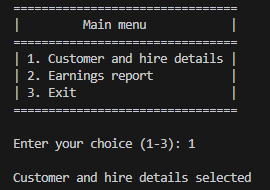 ================================
|        Main menu             |
================================
| 1. Customer and hire details |
| 2. Earnings report           |
| 3. Exit                      |
================================
Enter your choice (1-3): 1
Customer and hire details selected